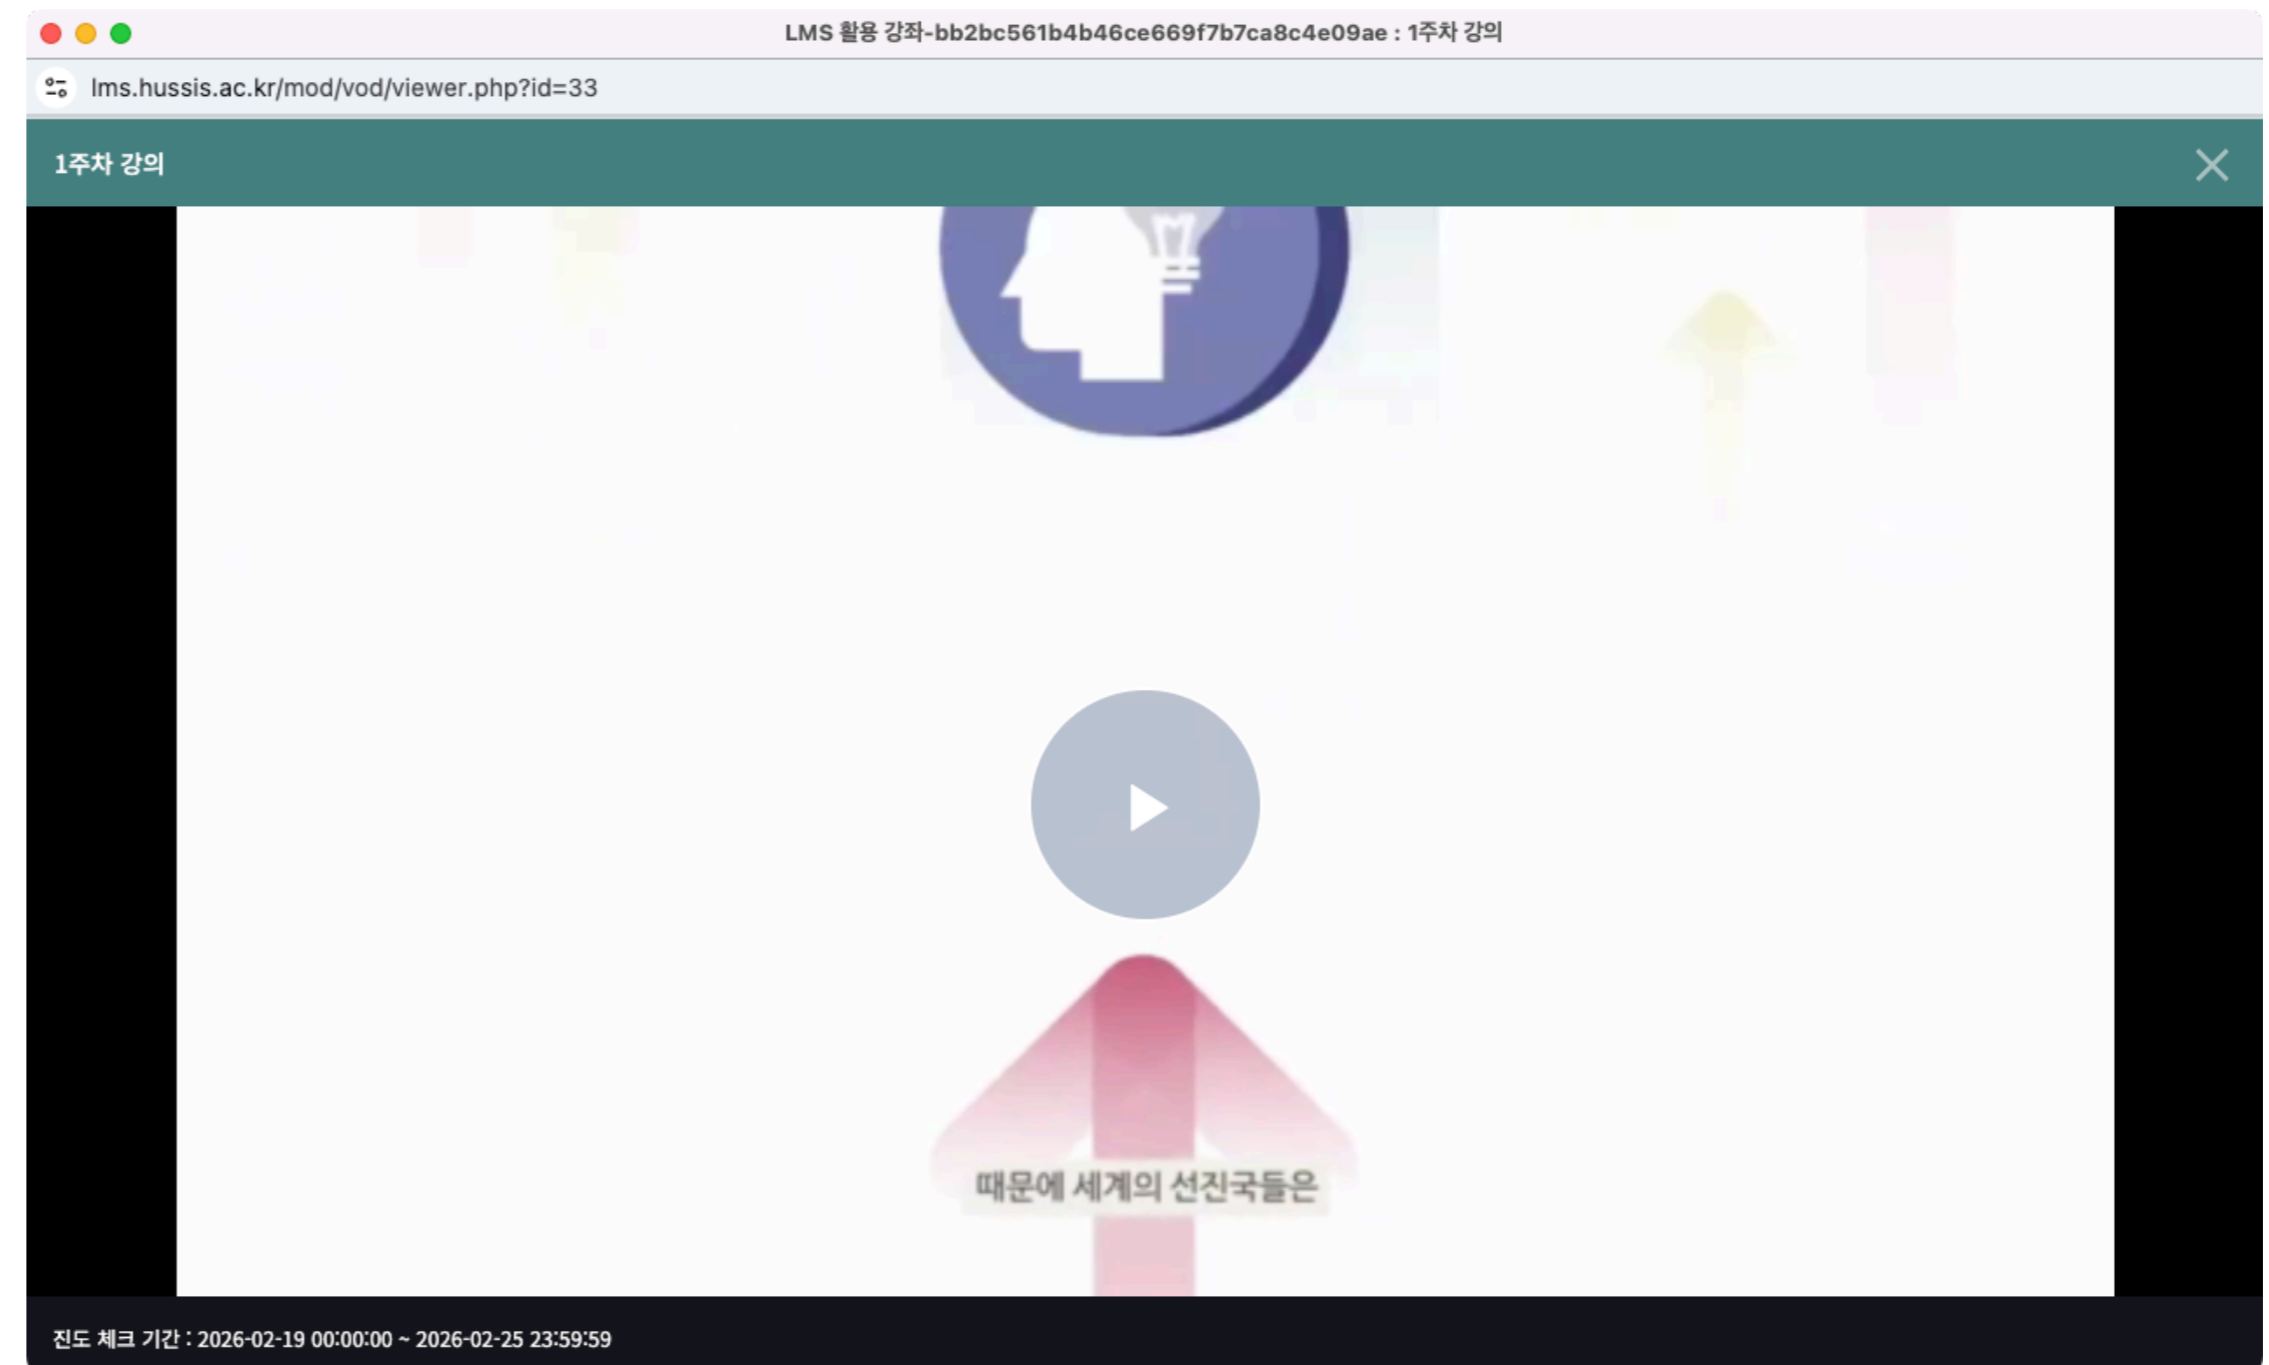 LMS 활용 강좌-bb2bc561b4b46ce669f7b7ca8c4e09ae : 1주차 강의
lms.hussis.ac.kr/mod/vod/viewer.php?id=33
1주차 강의
때문에 세계의 선진국들은
진도 체크 기간 : 2026-02-19 00:00:00 ~ 2026-02-25 23:59:59